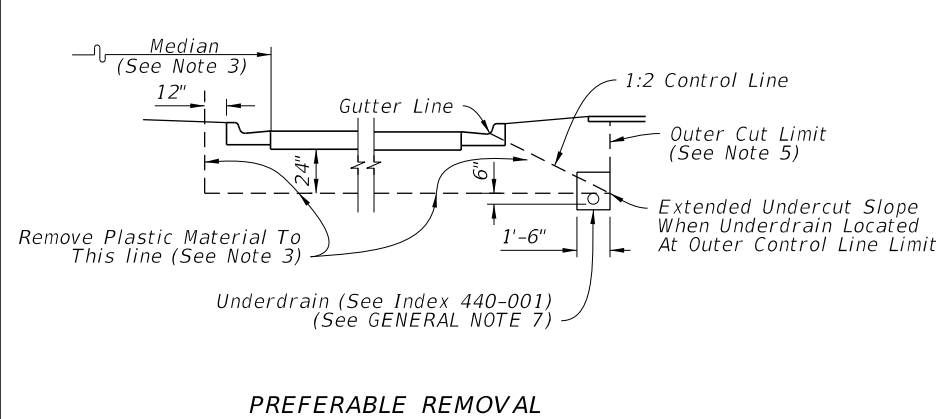 Median
(See Note 3)
12"
Gutter Line
1:2 Control Line
Outer Cut Limit
(See Note 5)
24"
6"
Extended Undercut Slope
When Underdrain Located
At Outer Control Line Limit
Remove Plastic Material To
This line (See Note 3)
1'-6"
Underdrain (See Index 440-001)
(See GENERAL NOTE 7)
PREFERABLE REMOVAL